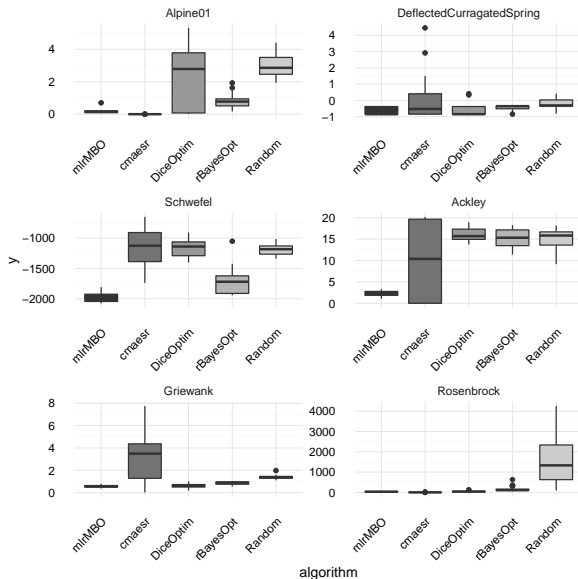 Alpine01
DeflectedCurragatedSpring
4
2
0
4
3
2
1
0
−1
mlrMBO
cmaesr
DiceOptim
rBayesOpt
Random
mlrMBO
cmaesr
DiceOptim
rBayesOpt
Random
Schwefel
Ackley
−1000
−1500
−2000
20
15
10
5
0
y
mlrMBO
cmaesr
DiceOptim
rBayesOpt
Random
mlrMBO
cmaesr
DiceOptim
rBayesOpt
Random
Griewank
Rosenbrock
8
6
4
2
0
4000
3000
2000
1000
0
mlrMBO
cmaesr
DiceOptim
rBayesOpt
Random
mlrMBO
cmaesr
DiceOptim
rBayesOpt
Random
algorithm